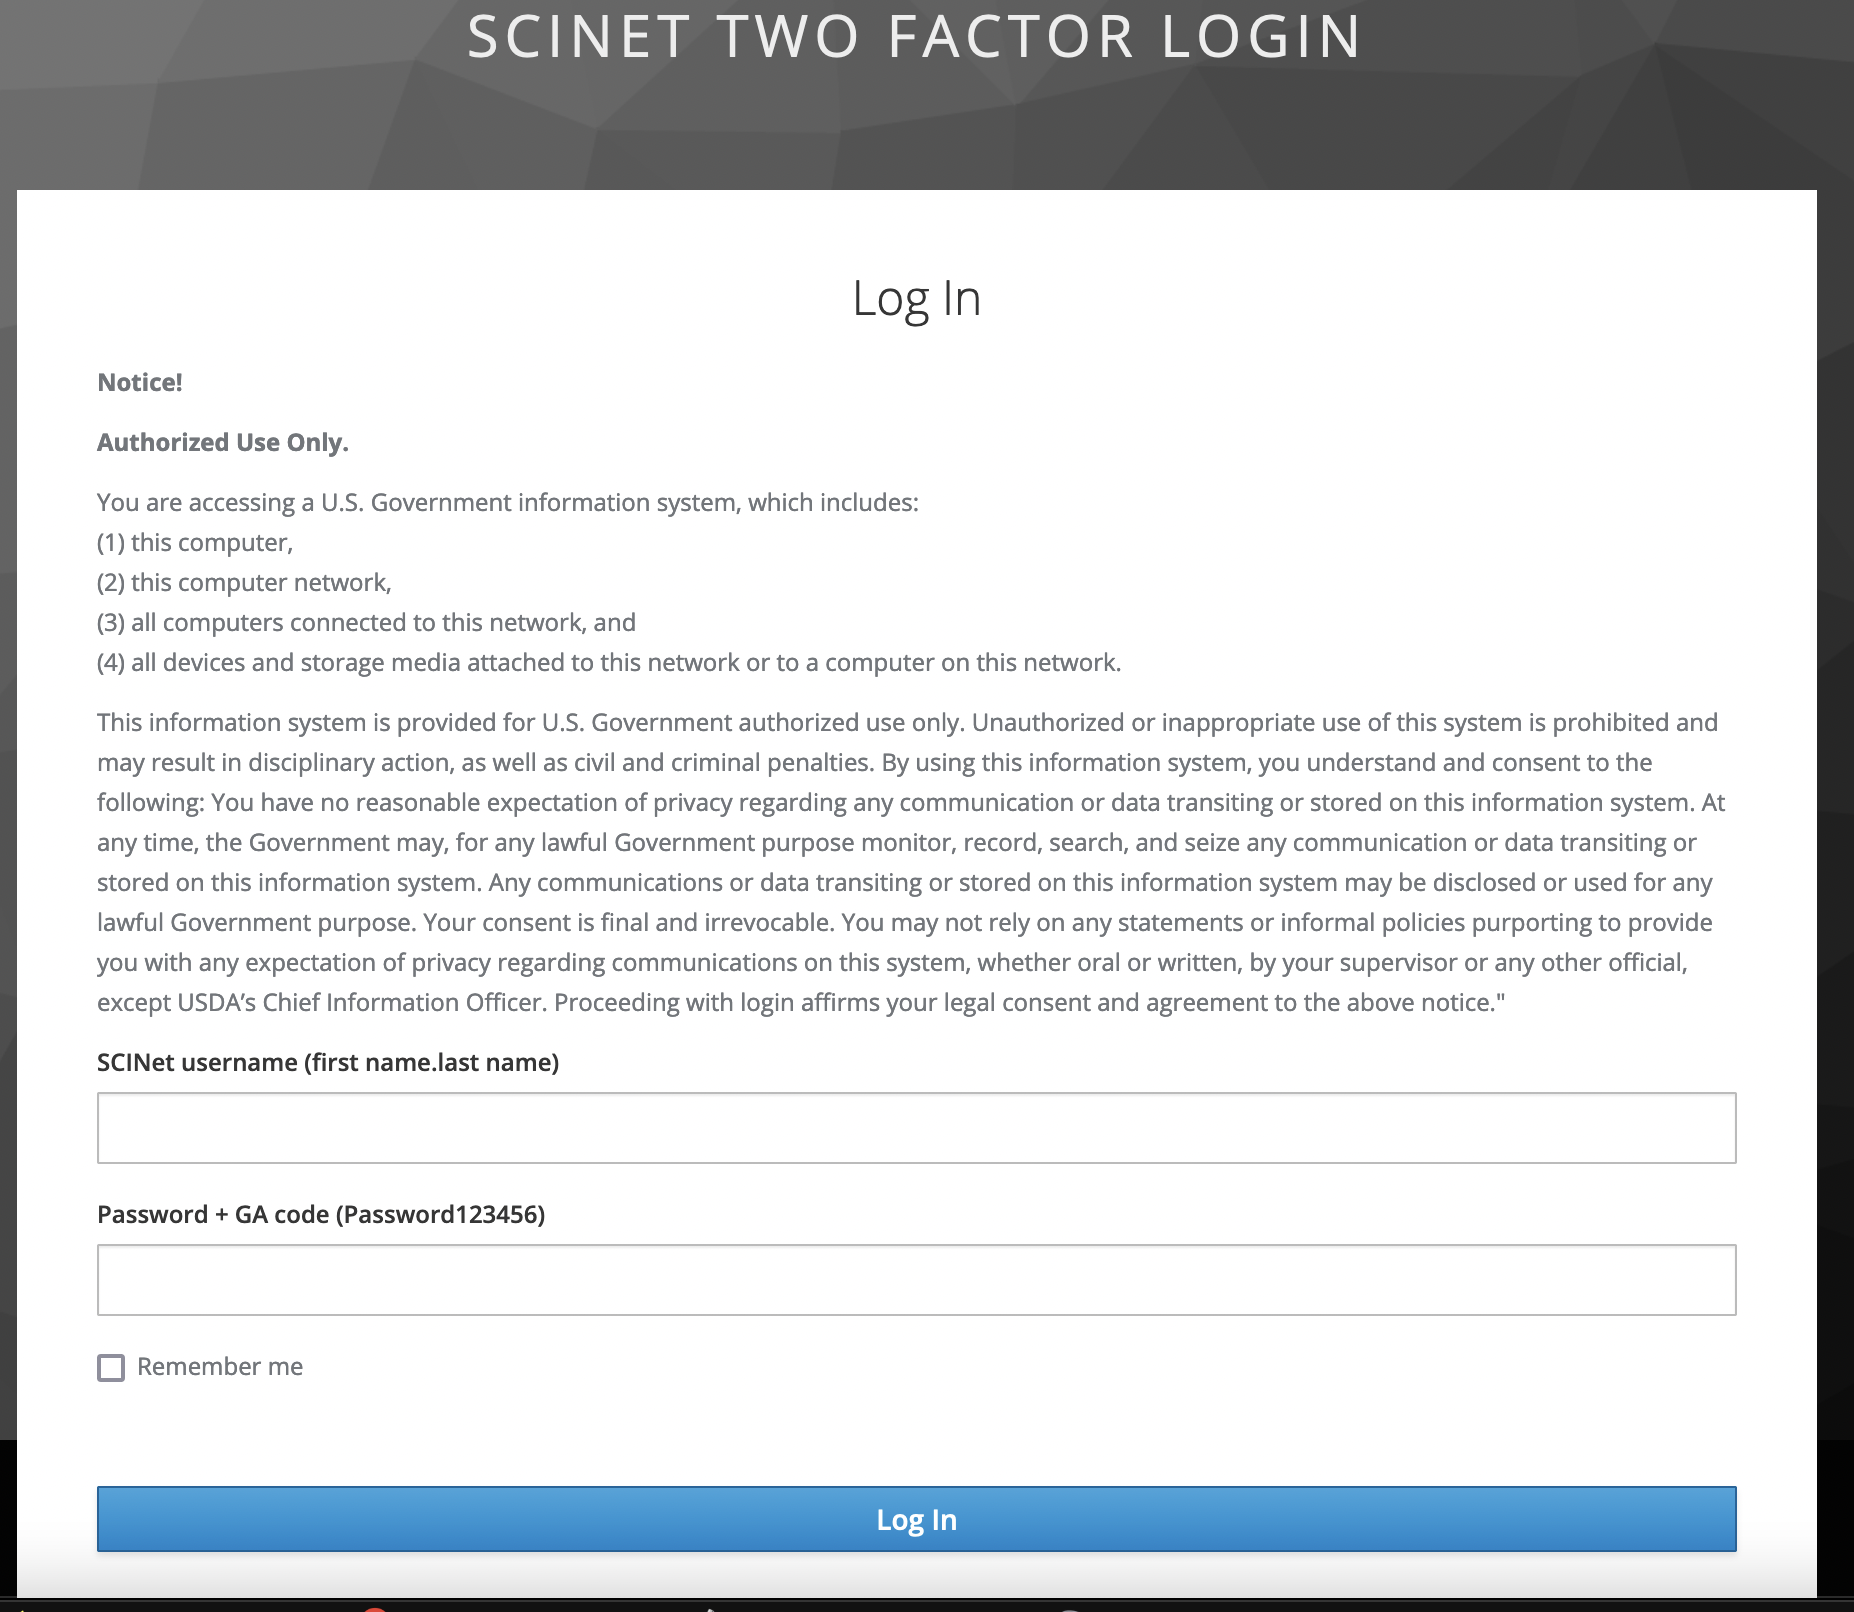 SCINET TWO FACTOR LOGIN
Log In
Notice!
Authorized Use Only.
You are accessing a U.S. Government information system, which includes:
(1) this computer,
(2) this computer network,
(3) all computers connected to this network, and
(4) all devices and storage media attached to this network or to a computer on this network.
This information system is provided for U.S. Government authorized use only. Unauthorized or inappropriate use of this system is prohibited and
may result in disciplinary action, as well as civil and criminal penalties. By using this information system, you understand and consent to the
following: You have no reasonable expectation of privacy regarding any communication or data transiting or stored on this information system. At
any time, the Government may, for any lawful Government purpose monitor, record, search, and seize any communication or data transiting or
stored on this information system. Any communications or data transiting or stored on this information system may be disclosed or used for any
lawful Government purpose. Your consent is final and irrevocable. You may not rely on any statements or informal policies purporting to provide
you with any expectation of privacy regarding communications on this system, whether oral or written, by your supervisor or any other official,
except USDA’s Chief Information Officer. Proceeding with login affirms your legal consent and agreement to the above notice."
SCINet username (first name.last name)
Password + GA code (Password123456)
Remember me
Log In